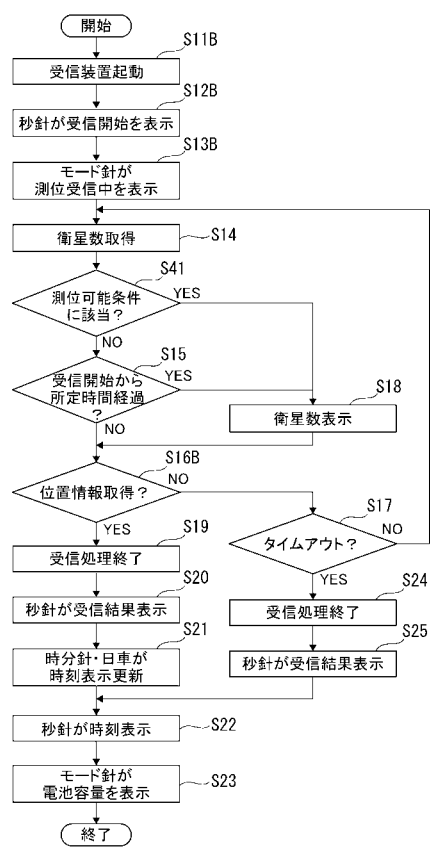 開始
S11B
受信装置起動
S12B
秒針が受信開始を表示
S13B
モード針が
測位受信中を表示
衛星数取得
S14
S41
測位可能条件
に該当？
YES
NO
S15
受信開始から
所定時間経過
？
YES
NO
S18
衛星数表示
S16B
位置情報取得？
NO
YES
S17
タイムアウト？
NO
YES
S19
受信処理終了
S20
秒針が受信結果表示
S21
時分針・日車が
時刻表示更新
S24
受信処理終了
S25
秒針が受信結果表示
秒針が時刻表示
S22
モード針が
電池容量を表示
S23
終了